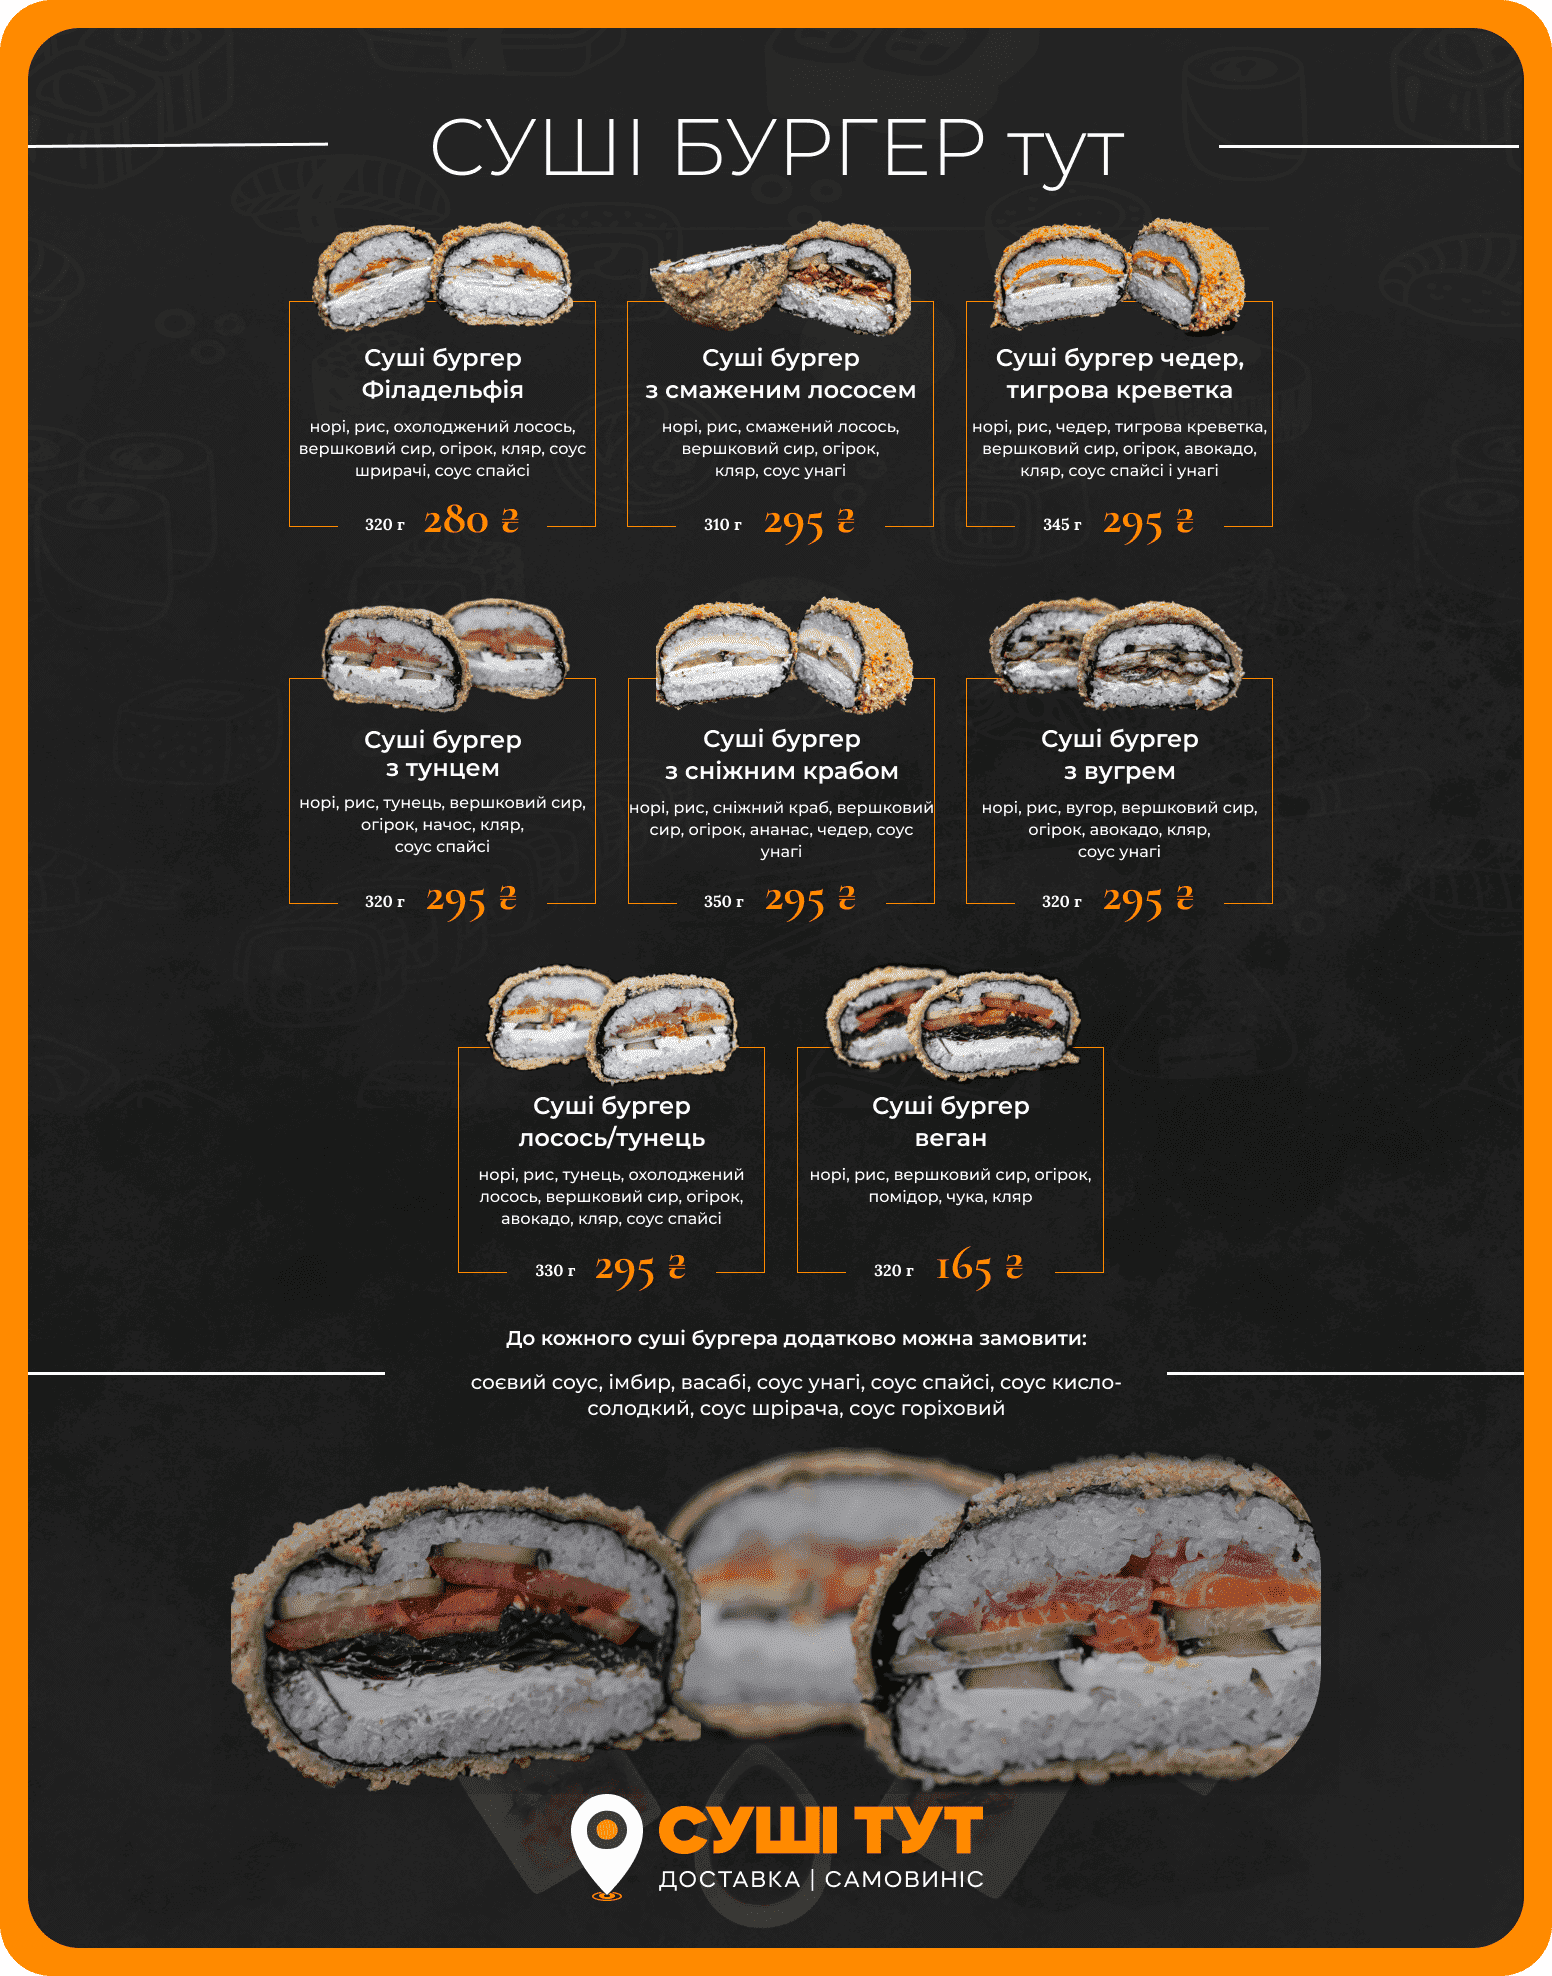 СУШІ БУРГЕР тут
Суші бургер
Філадельфія
норі, рис, охолоджений лосось,
вершковий сир, огірок, кляр, соус
шрирачі, соус спайсі
320 г 280 ₴
Суші бургер
з смаженим лососем
норі, рис, смажений лосось,
вершковий сир, огірок,
кляр, соус унагі
310 г 295 ₴
Суші бургер чедер,
тигрова креветка
норі, рис, чедер, тигрова креветка,
вершковий сир, огірок, авокадо,
кляр, соус спайсі і унагі
345 г 295 ₴
Суші бургер
з тунцем
норі, рис, тунець, вершковий сир,
огірок, начос, кляр,
соус спайсі
320 г 295 ₴
Суші бургер
з сніжним крабом
норі, рис, сніжний краб, вершковий
сир, огірок, ананас, чедер, соус
унагі
350 г 295 ₴
Суші бургер
з вугрем
норі, рис, вугор, вершковий сир,
огірок, авокадо, кляр,
соус унагі
320 г 295 ₴
Суші бургер
лосось/тунець
норі, рис, тунець, охолоджений
лосось, вершковий сир, огірок,
авокадо, кляр, соус спайсі
330 г 295 ₴
Суші бургер
веган
норі, рис, вершковий сир, огірок,
помідор, чука, кляр
320 г 165 ₴
До кожного суші бургера додатково можна замовити:
соєвий соус, імбир, васабі, соус унагі, соус спайсі, соус кисло-
солодкий, соус шрірача, соус горіховий
СУШІ ТУТ
ДОСТАВКА | САМОВИНІС